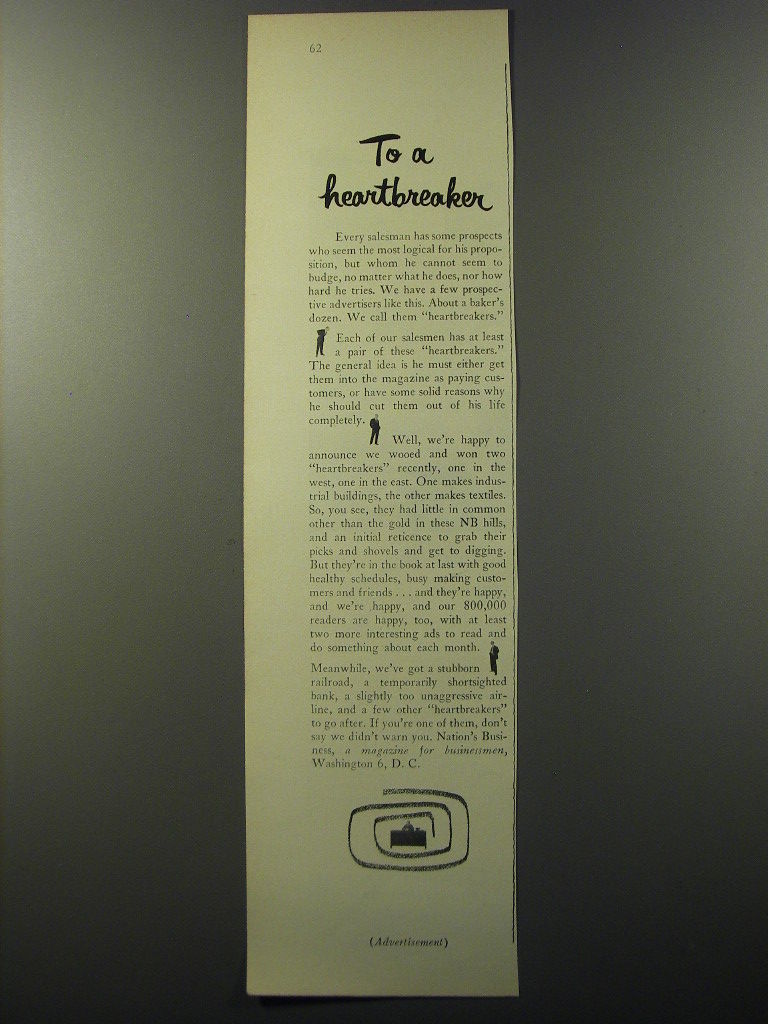 62
To a
heartbreaker
Every salesman has some prospects
who seem the most logical for his propo-
sition, but whom he cannot seem to
budge, no matter what he does, nor how
hard he tries. We have a few prospec-
tive advertisers like this. About a baker's
dozen. We call them "heartbreakers."
Each of our salesmen has at least
a pair of these "heartbreakers."
The general idea is he must either get
them into the magazine as paying cus-
tomers, or have some solid reasons why
he should cut them out of his life
completely.
Well, we're happy to
announce we wooed and won two
"heartbreakers" recently, one in the
west, one in the east. One makes indus-
trial buildings, the other makes textiles.
So, you see, they had little in common
other than the gold in these NB hills,
and an initial reticence to grab their
picks and shovels and get to digging.
But they're in the book at last with good
healthy schedules, busy making custo-
mers and friends . . . and they're happy,
and we're happy, and our 800,000
readers are happy, too, with at least
two more interesting ads to read and
do something about each month.
Meanwhile, we've got a stubborn
railroad, a temporarily shortsighted
bank, a slightly too unaggressive air-
line, and a few other "heartbreakers"
to go after. If you're one of them, don't
say we didn't warn you. Nation's Busi-
ness, a magazine for businessmen,
Washington 6, D. C.
(Advertisement)